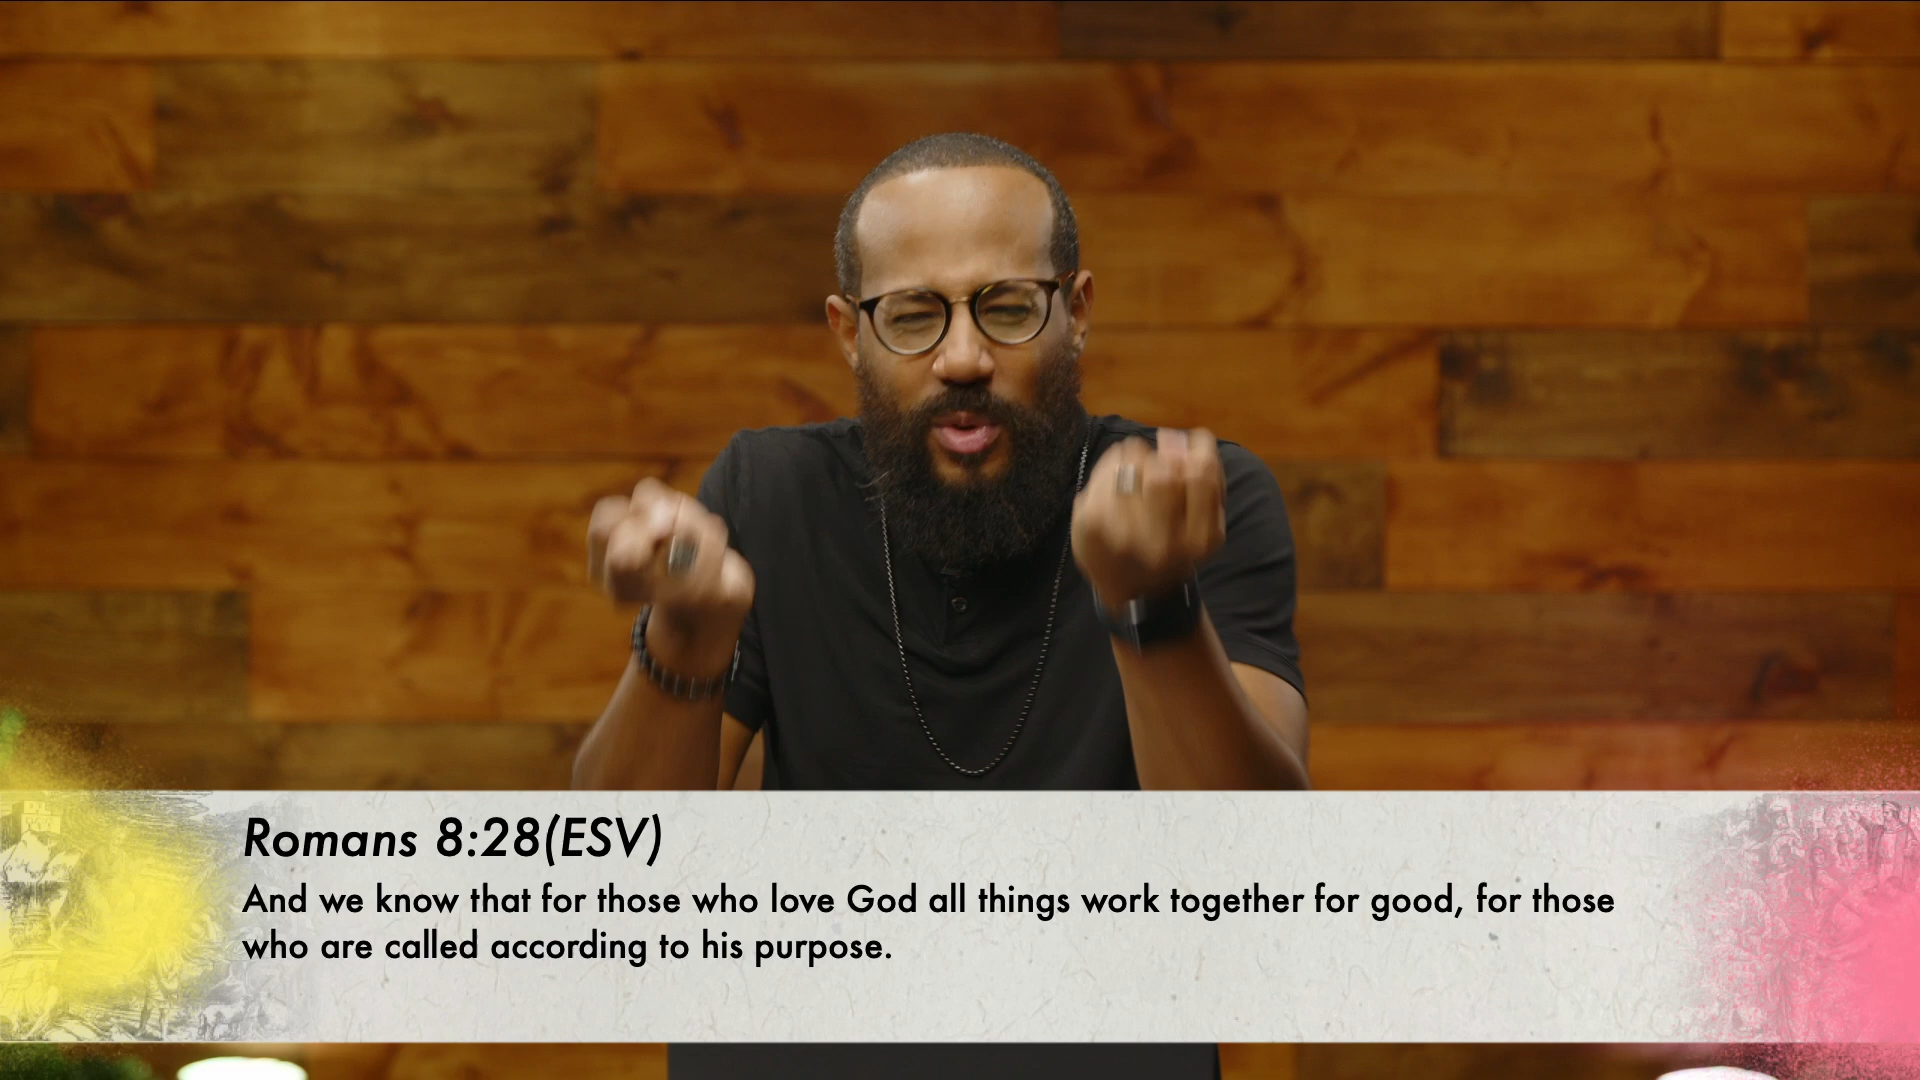 Romans 8:28(ESV)
And we know that for those who love God all things work together for good, for those
who are called according to his purpose.